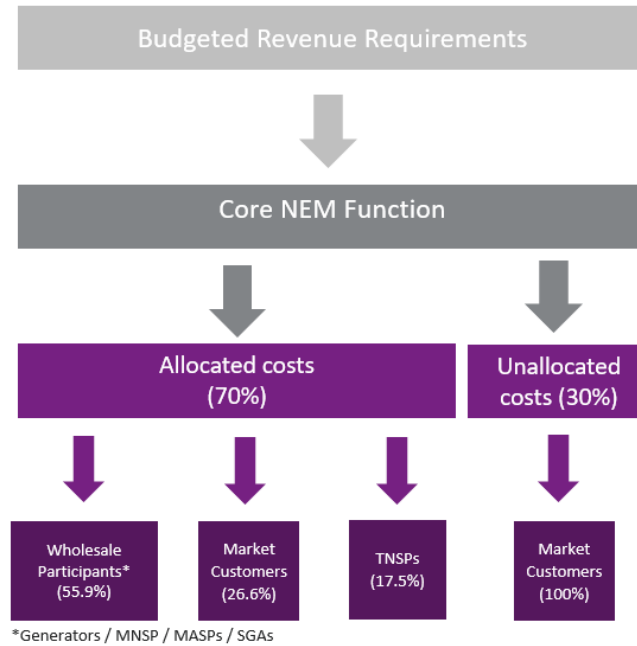 Budgeted Revenue Requirements
Core NEM Function
Allocated costs
(70%)
Unallocated
costs (30%)
Wholesale
Participants*
(55.9%)
Market
Customers
(26.6%)
TNSPs
(17.5%)
Market
Customers
(100%)
*Generators / MNSP / MASPs / SGAs